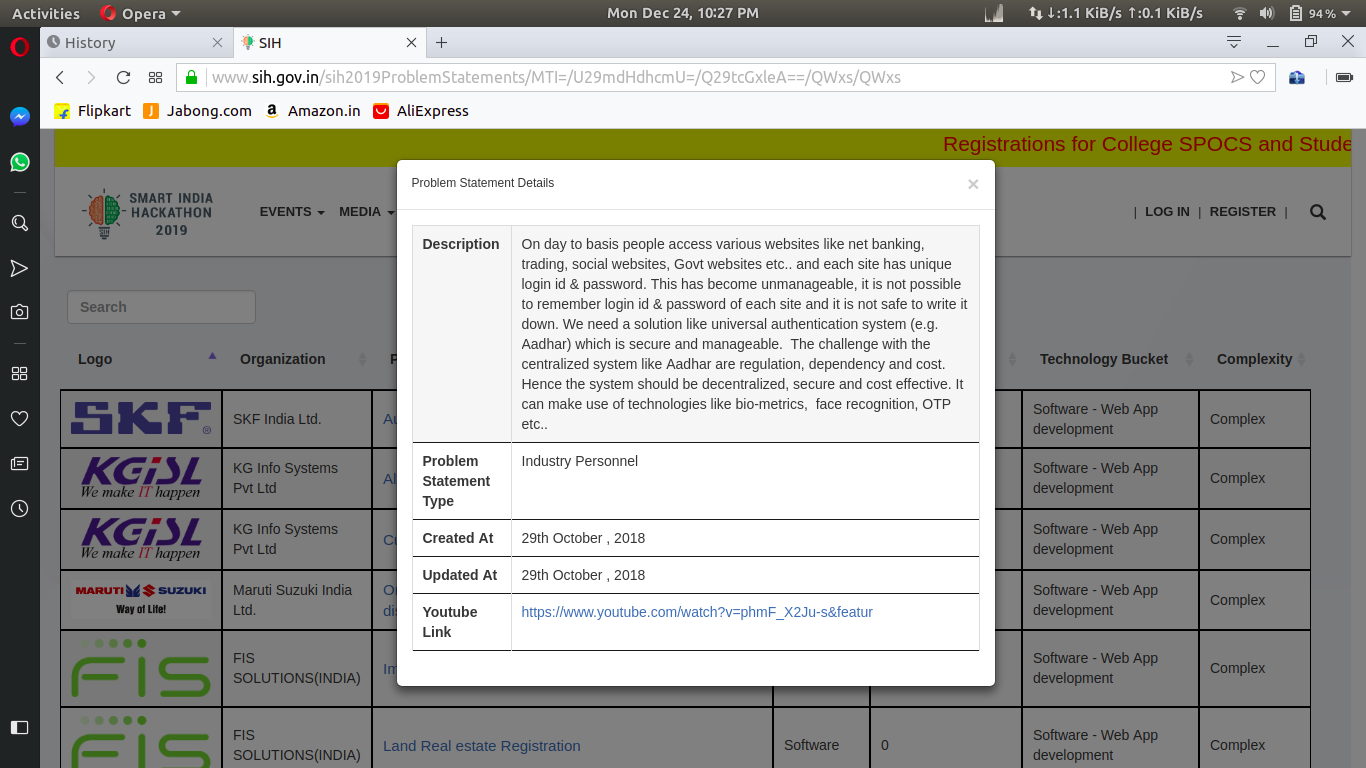 Activities Opera Mon Dec 24, 10:27 PM ↓:1.1 KiB/s ↑:0.1 KiB/s 94 %
History SIH
www.sih.gov.in/sih2019ProblemStatements/MTI=/U29mdHdhcmU=/Q29tcGxleA==/QWxs/QWxs
Flipkart Jabong.com Amazon.in AliExpress
Registrations for College SPOCS and Stude
SMART INDIA
HACKATHON
2019
SIH
EVENTS MEDIA | LOG IN | REGISTER |
Problem Statement Details ×
Description On day to basis people access various websites like net banking,
trading, social websites, Govt websites etc.. and each site has unique
login id & password. This has become unmanageable, it is not possible
to remember login id & password of each site and it is not safe to write it
down. We need a solution like universal authentication system (e.g.
Aadhar) which is secure and manageable. The challenge with the
centralized system like Aadhar are regulation, dependency and cost.
Hence the system should be decentralized, secure and cost effective. It
can make use of technologies like bio-metrics, face recognition, OTP
etc..
Problem
Statement
Type
Industry Personnel
Created At 29th October , 2018
Updated At 29th October , 2018
Youtube
Link
https://www.youtube.com/watch?v=phmF_X2Ju-s&featur
Search
Logo Organization P Technology Bucket Complexity
SKF SKF India Ltd. Au Software - Web App
development Complex
KGiSL
We make IT happen
KG Info Systems
Pvt Ltd
Al
Software - Web App
development
Complex
KGiSL
We make IT happen
KG Info Systems
Pvt Ltd
Cu
Software - Web App
development
Complex
MARUTI SUZUKI
Way of Life!
Maruti Suzuki India
Ltd.
On
dis
Software - Web App
development
Complex
FIS
FIS
SOLUTIONS(INDIA)
Im
Software - Web App
development
Complex
FIS
FIS
SOLUTIONS(INDIA)
Land Real estate Registration
Software
0
Software - Web App
development
Complex